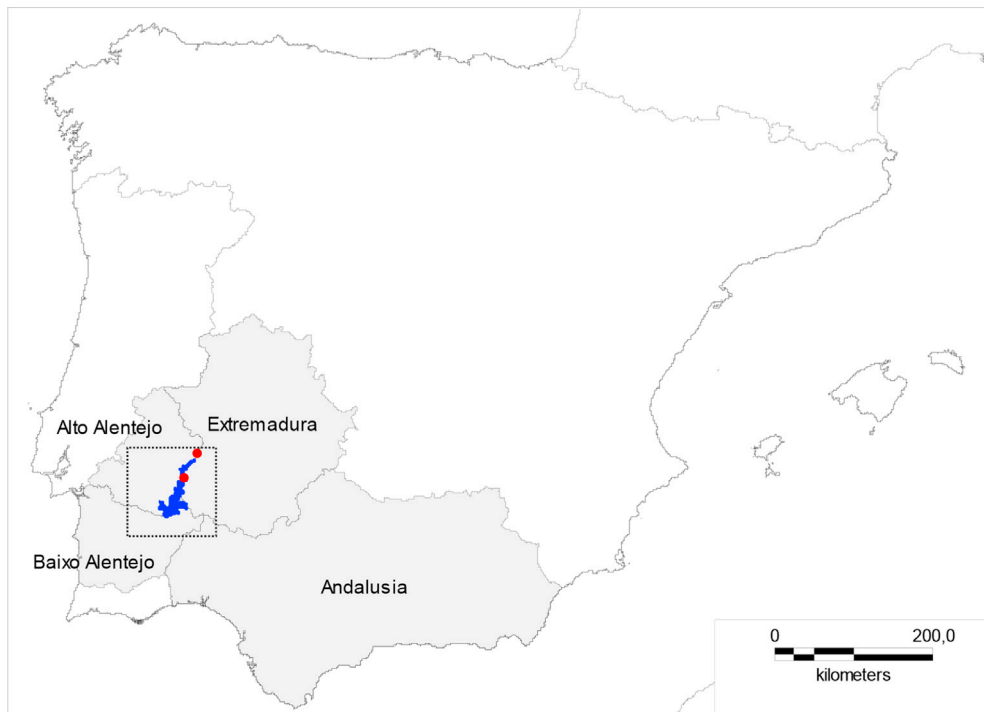 Alto Alentejo
Extremadura
Baixo Alentejo
Andalusia
0 200,0
kilometers